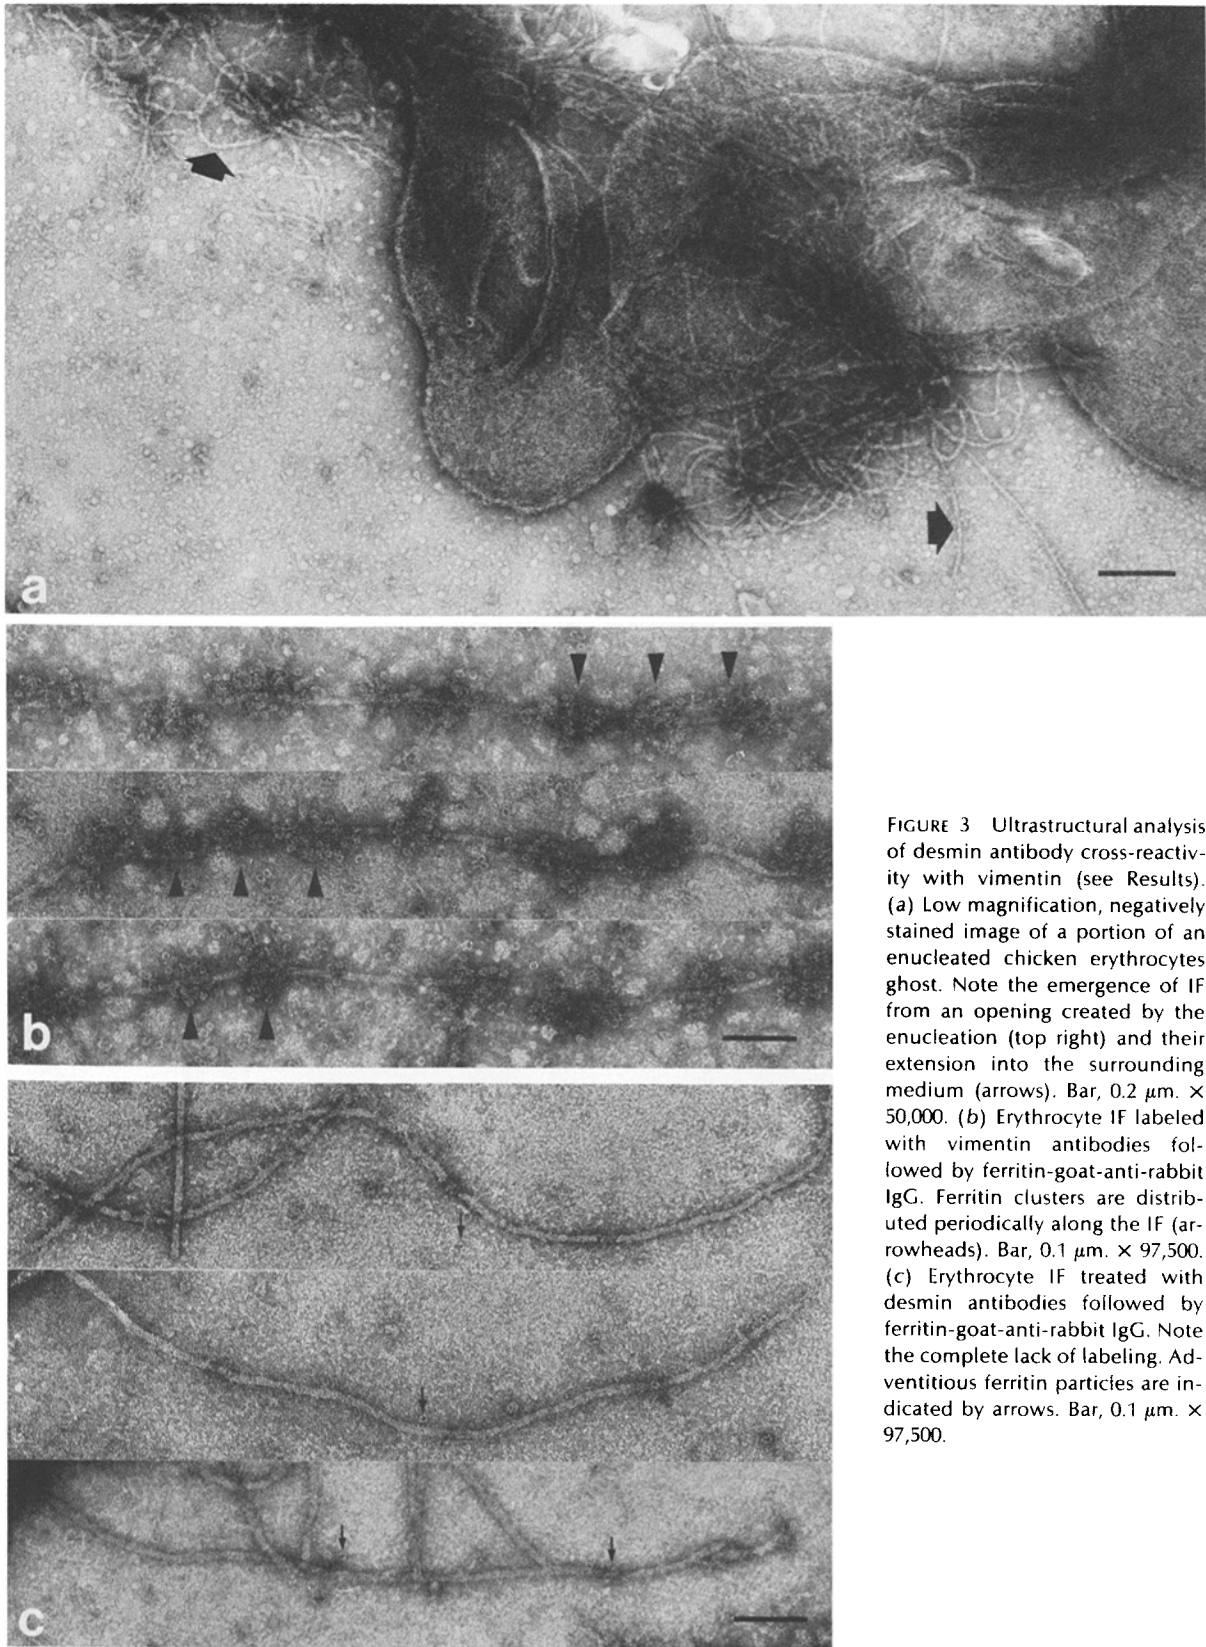 a
b
c
FIGURE 3 Ultrastructural analysis
of desmin antibody cross-reactiv-
ity with vimentin (see Results).
(a) Low magnification, negatively
stained image of a portion of an
enucleated chicken erythrocytes
ghost. Note the emergence of IF
from an opening created by the
enucleation (top right) and their
extension into the surrounding
medium (arrows). Bar, 0.2 μm. ×
50,000. (b) Erythrocyte IF labeled
with vimentin antibodies fol-
lowed by ferritin-goat-anti-rabbit
IgG. Ferritin clusters are distrib-
uted periodically along the IF (ar-
rowheads). Bar, 0.1 μm. × 97,500.
(c) Erythrocyte IF treated with
desmin antibodies followed by
ferritin-goat-anti-rabbit IgG. Note
the complete lack of labeling. Ad-
ventitious ferritin particles are in-
dicated by arrows. Bar, 0.1 μm. ×
97,500.